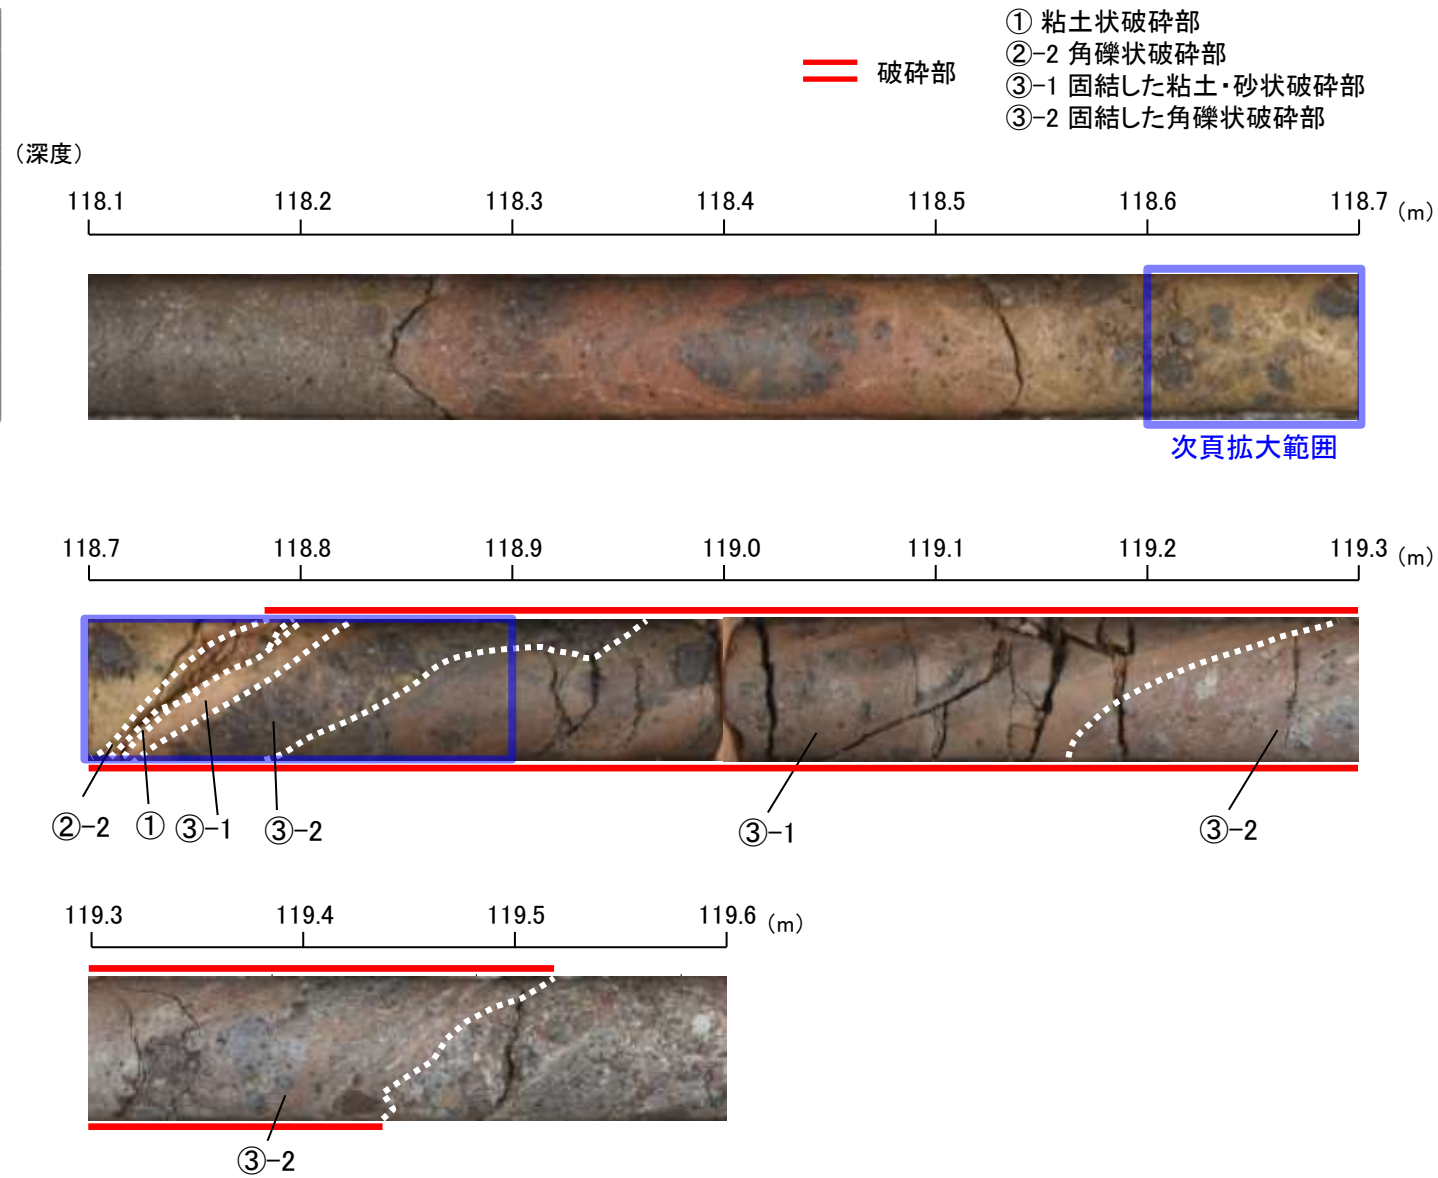 ① 粘土状破砕部
②-2 角礫状破砕部
③-1 固結した粘土・砂状破砕部
③-2 固結した角礫状破砕部
破砕部
（深度）
118.1 118.2 118.3 118.4 118.5 118.6 118.7 （m）
次頁拡大範囲
118.7 118.8 118.9 119.0 119.1 119.2 119.3 （m）
②-2 ① ③-1 ③-2 ③-1 ③-2
119.3 119.4 119.5 119.6 （m）
③-2